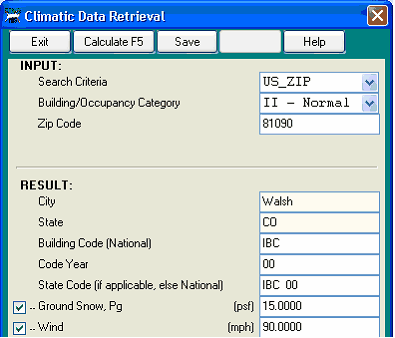 Climatic Data Retrieval
Exit Calculate F5 Save Help
INPUT:
Search Criteria US_ZIP
Building/Occupancy Category II - Normal
Zip Code 81090
RESULT:
City Walsh
State CO
Building Code (National) IBC
Code Year 00
State Code (if applicable, else National) IBC 00
.. Ground Snow, Pg (psf) 15.0000
.. Wind (mph) 90.0000